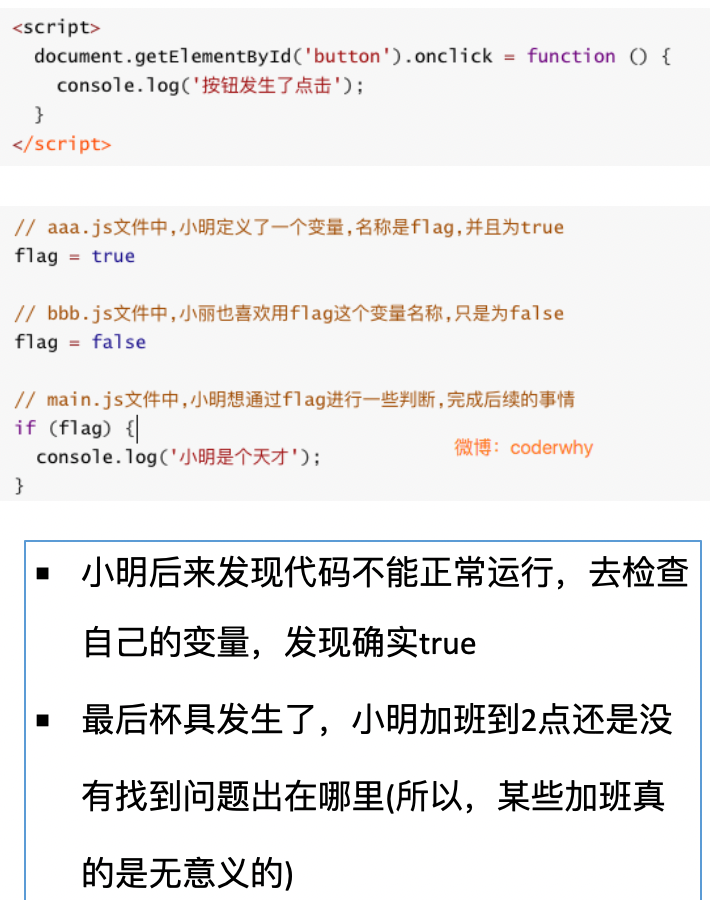 <script>
document.getElementById('button').onclick = function () {
console.log('按钮发生了点击');
}
</script>
// aaa.js文件中,小明定义了一个变量,名称是flag,并且为true
flag = true
// bbb.js文件中,小丽也喜欢用flag这个变量名称,只是为false
flag = false
// main.js文件中,小明想通过flag进行一些判断,完成后续的事情
if (flag) {
console.log('小明是个天才');
}
微博：coderwhy
▪ 小明后来发现代码不能正常运行，去检查
自己的变量，发现确实true
▪ 最后杯具发生了，小明加班到2点还是没
有找到问题出在哪里(所以，某些加班真
的是无意义的)